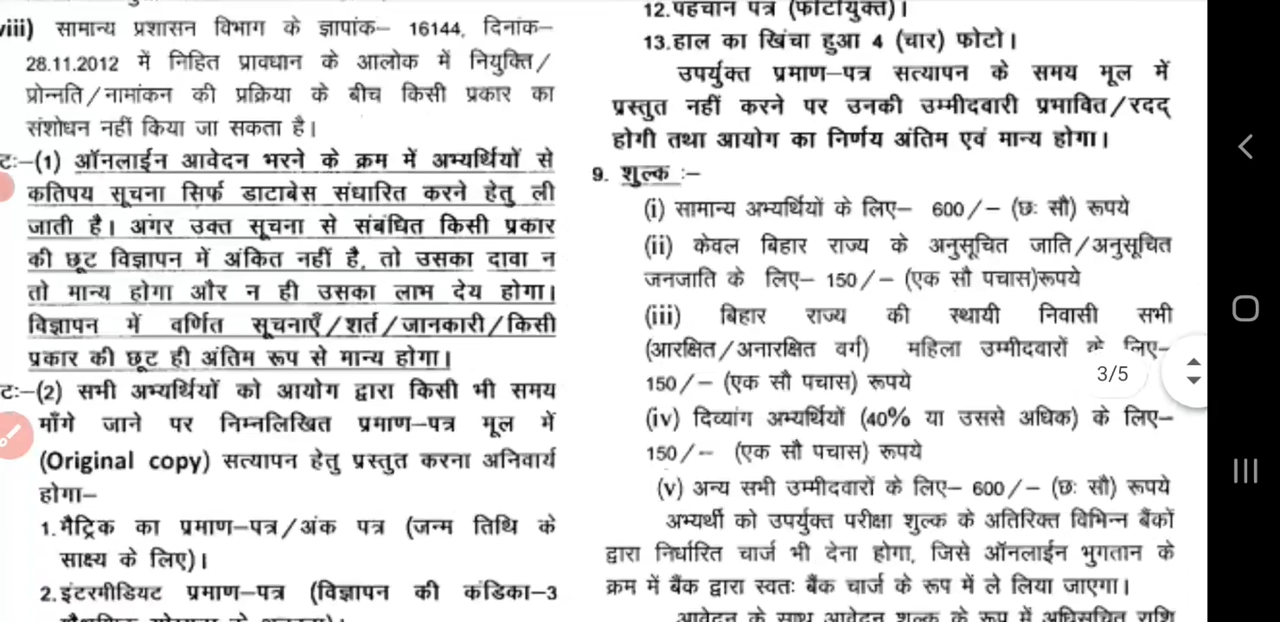 viii) सामान्य प्रशासन विभाग के ज्ञापांक– 16144, दिनांक–
28.11.2012 में निहित प्रावधान के आलोक में नियुक्ति/
प्रोन्नति/नामांकन की प्रक्रिया के बीच किसी प्रकार का
संशोधन नहीं किया जा सकता है।
टः–(1) ऑनलाईन आवेदन भरने के क्रम में अभ्यर्थियों से
कतिपय सूचना सिर्फ डाटाबेस संधारित करने हेतु ली
जाती है। अगर उक्त सूचना से संबंधित किसी प्रकार
की छूट विज्ञापन में अंकित नहीं है, तो उसका दावा न
तो मान्य होगा और न ही उसका लाभ देय होगा।
विज्ञापन में वर्णित सूचनाएँ/शर्त/जानकारी/किसी
प्रकार की छूट ही अंतिम रूप से मान्य होगा।
टः–(2) सभी अभ्यर्थियों को आयोग द्वारा किसी भी समय
माँगे जाने पर निम्नलिखित प्रमाण–पत्र मूल में
(Original copy) सत्यापन हेतु प्रस्तुत करना अनिवार्य
होगा–
1. मैट्रिक का प्रमाण–पत्र/अंक पत्र (जन्म तिथि के
साक्ष्य के लिए)।
2. इंटरमीडियट प्रमाण–पत्र (विज्ञापन की कंडिका–3
12. पहचान पत्र (फोटोयुक्त)।
13. हाल का खिंचा हुआ 4 (चार) फोटो।
उपर्युक्त प्रमाण–पत्र सत्यापन के समय मूल में
प्रस्तुत नहीं करने पर उनकी उम्मीदवारी प्रभावित/रदद्
होगी तथा आयोग का निर्णय अंतिम एवं मान्य होगा।
9. शुल्क :–
(i) सामान्य अभ्यर्थियों के लिए– 600/– (छः सौ) रूपये
(ii) केवल बिहार राज्य के अनुसूचित जाति/अनुसूचित
जनजाति के लिए– 150/– (एक सौ पचास)रूपये
(iii) बिहार राज्य की स्थायी निवासी सभी
(आरक्षित/अनारक्षित वर्ग) महिला उम्मीदवारों के लिए–
150/– (एक सौ पचास) रूपये
(iv) दिव्यांग अभ्यर्थियों (40% या उससे अधिक) के लिए–
150/– (एक सौ पचास) रूपये
(v) अन्य सभी उम्मीदवारों के लिए– 600/– (छः सौ) रूपये
अभ्यर्थी को उपर्युक्त परीक्षा शुल्क के अतिरिक्त विभिन्न बैंकों
द्वारा निर्धारित चार्ज भी देना होगा, जिसे ऑनलाईन भुगतान के
क्रम में बैंक द्वारा स्वतः बैंक चार्ज के रूप में ले लिया जाएगा।
आवेदन के साथ आवेदन शुल्क के रूप में अधिसूचित राशि
3/5